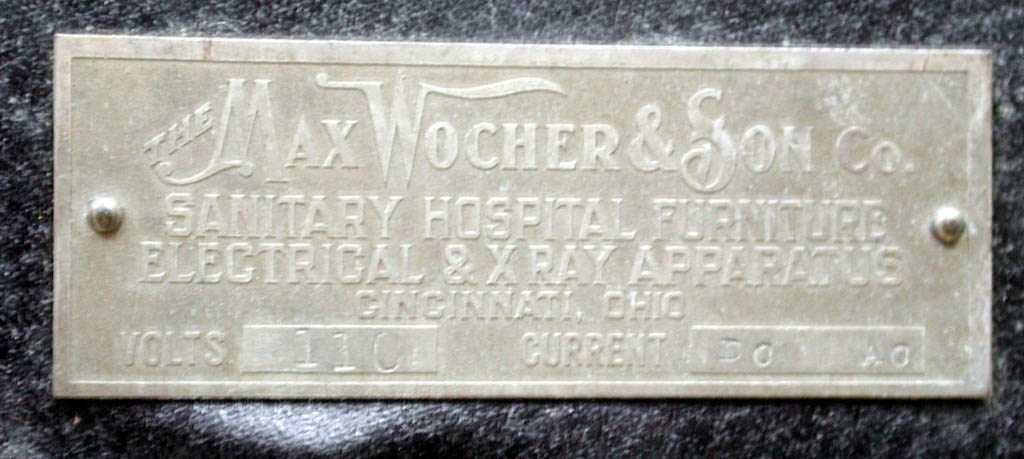 THE MAX WOCHER & SON CO.
SANITARY HOSPITAL FURNITURE
ELECTRICAL & X RAY APPARATUS
CINCINNATI, OHIO
VOLTS 110 CURRENT DC AC